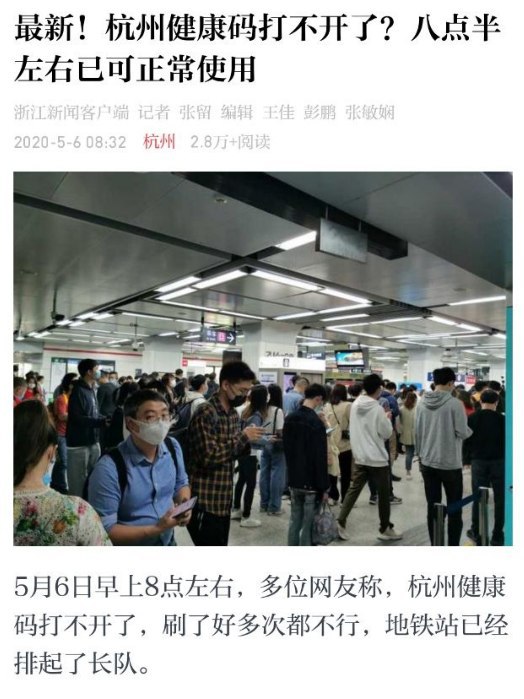 最新！杭州健康码打不开了？八点半
左右已可正常使用
浙江新闻客户端 记者 张留 编辑 王佳 彭鹏 张敏娴
2020-5-6 08:32 杭州 2.8万+阅读
5月6日早上8点左右，多位网友称，杭州健康
码打不开了，刷了好多次都不行，地铁站已经
排起了长队。